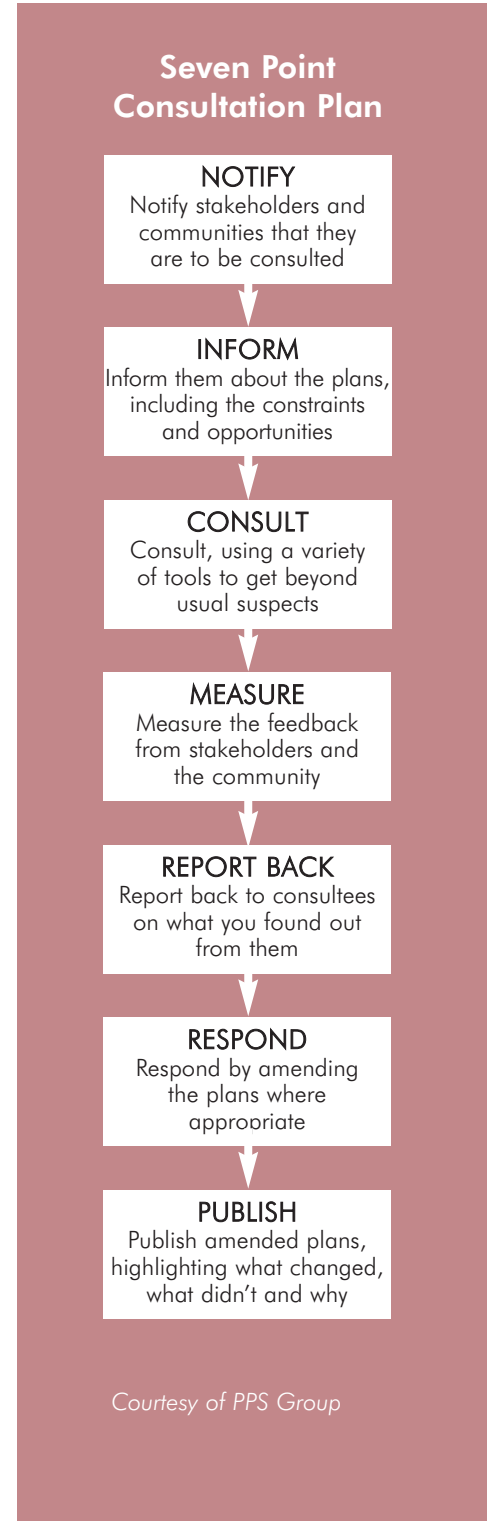 Seven Point
Consultation Plan
NOTIFY
Notify stakeholders and
communities that they
are to be consulted
INFORM
Inform them about the plans,
including the constraints
and opportunities
CONSULT
Consult, using a variety
of tools to get beyond
usual suspects
MEASURE
Measure the feedback
from stakeholders and
the community
REPORT BACK
Report back to consultees
on what you found out
from them
RESPOND
Respond by amending
the plans where
appropriate
PUBLISH
Publish amended plans,
highlighting what changed,
what didn’t and why
Courtesy of PPS Group